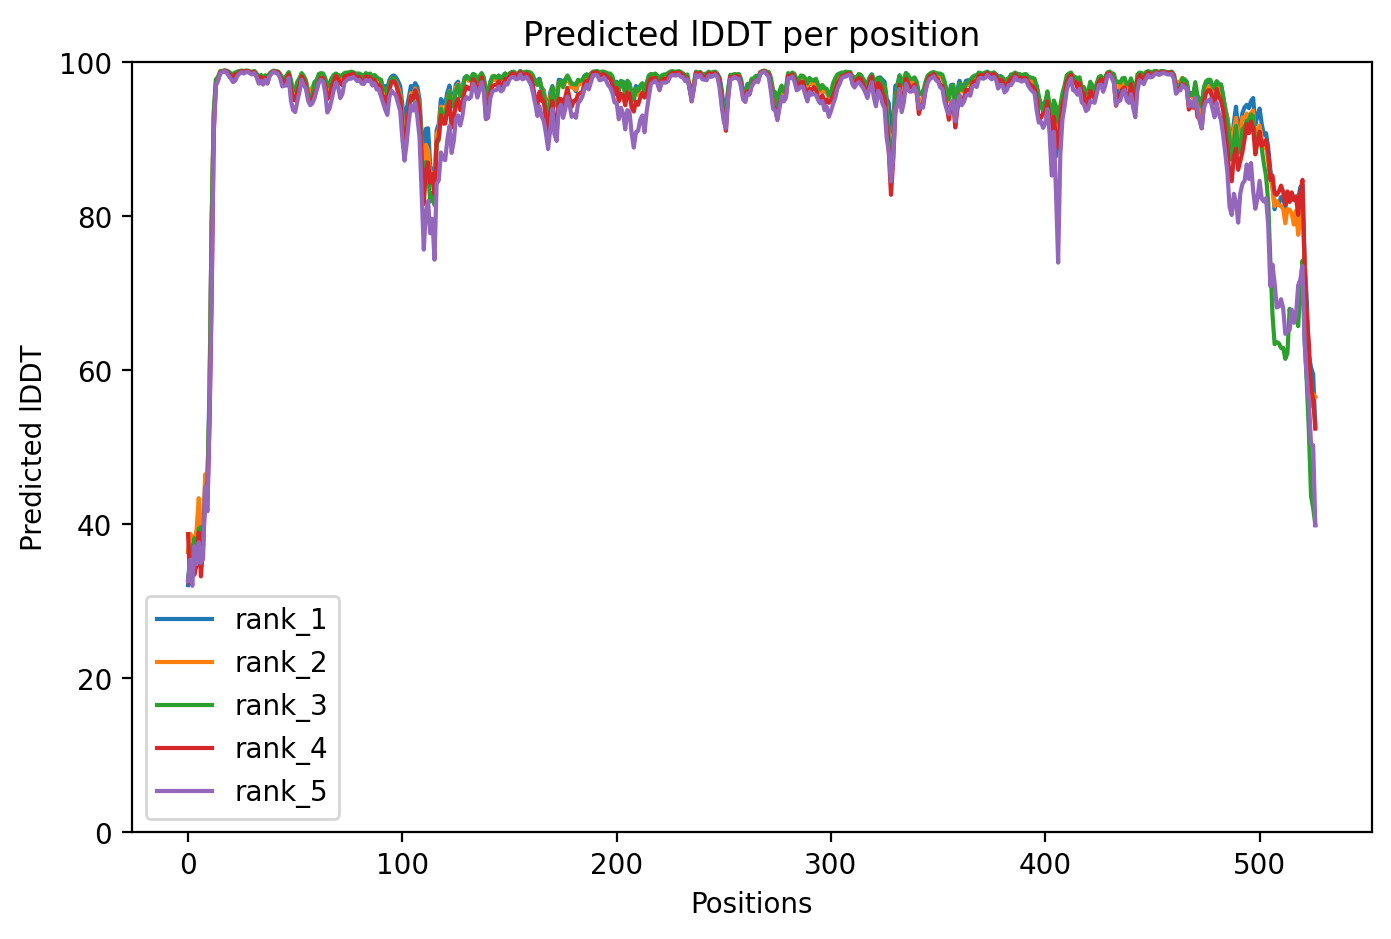 Predicted lDDT per position
100
80
60
40
20
0
Predicted lDDT
rank_1
rank_2
rank_3
rank_4
rank_5
0 100 200 300 400 500
Positions